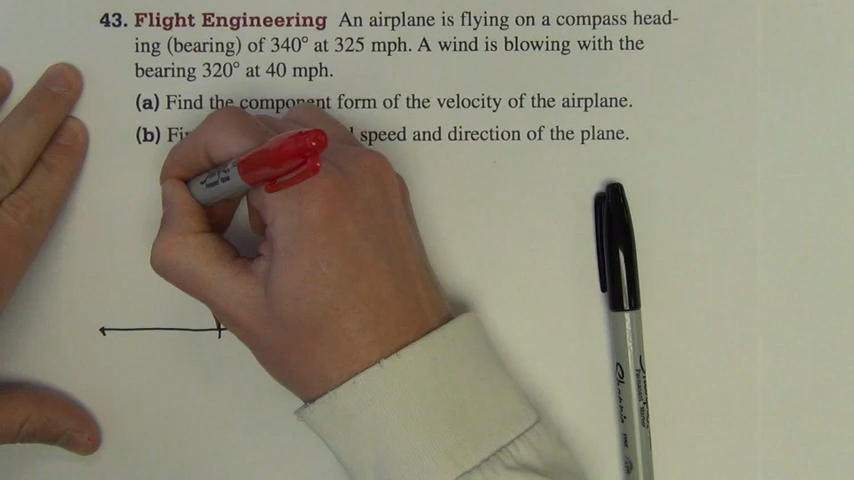 43. Flight Engineering An airplane is flying on a compass head-
ing (bearing) of 340° at 325 mph. A wind is blowing with the
bearing 320° at 40 mph.
(a) Find the component form of the velocity of the airplane.
(b) speed and direction of the plane.